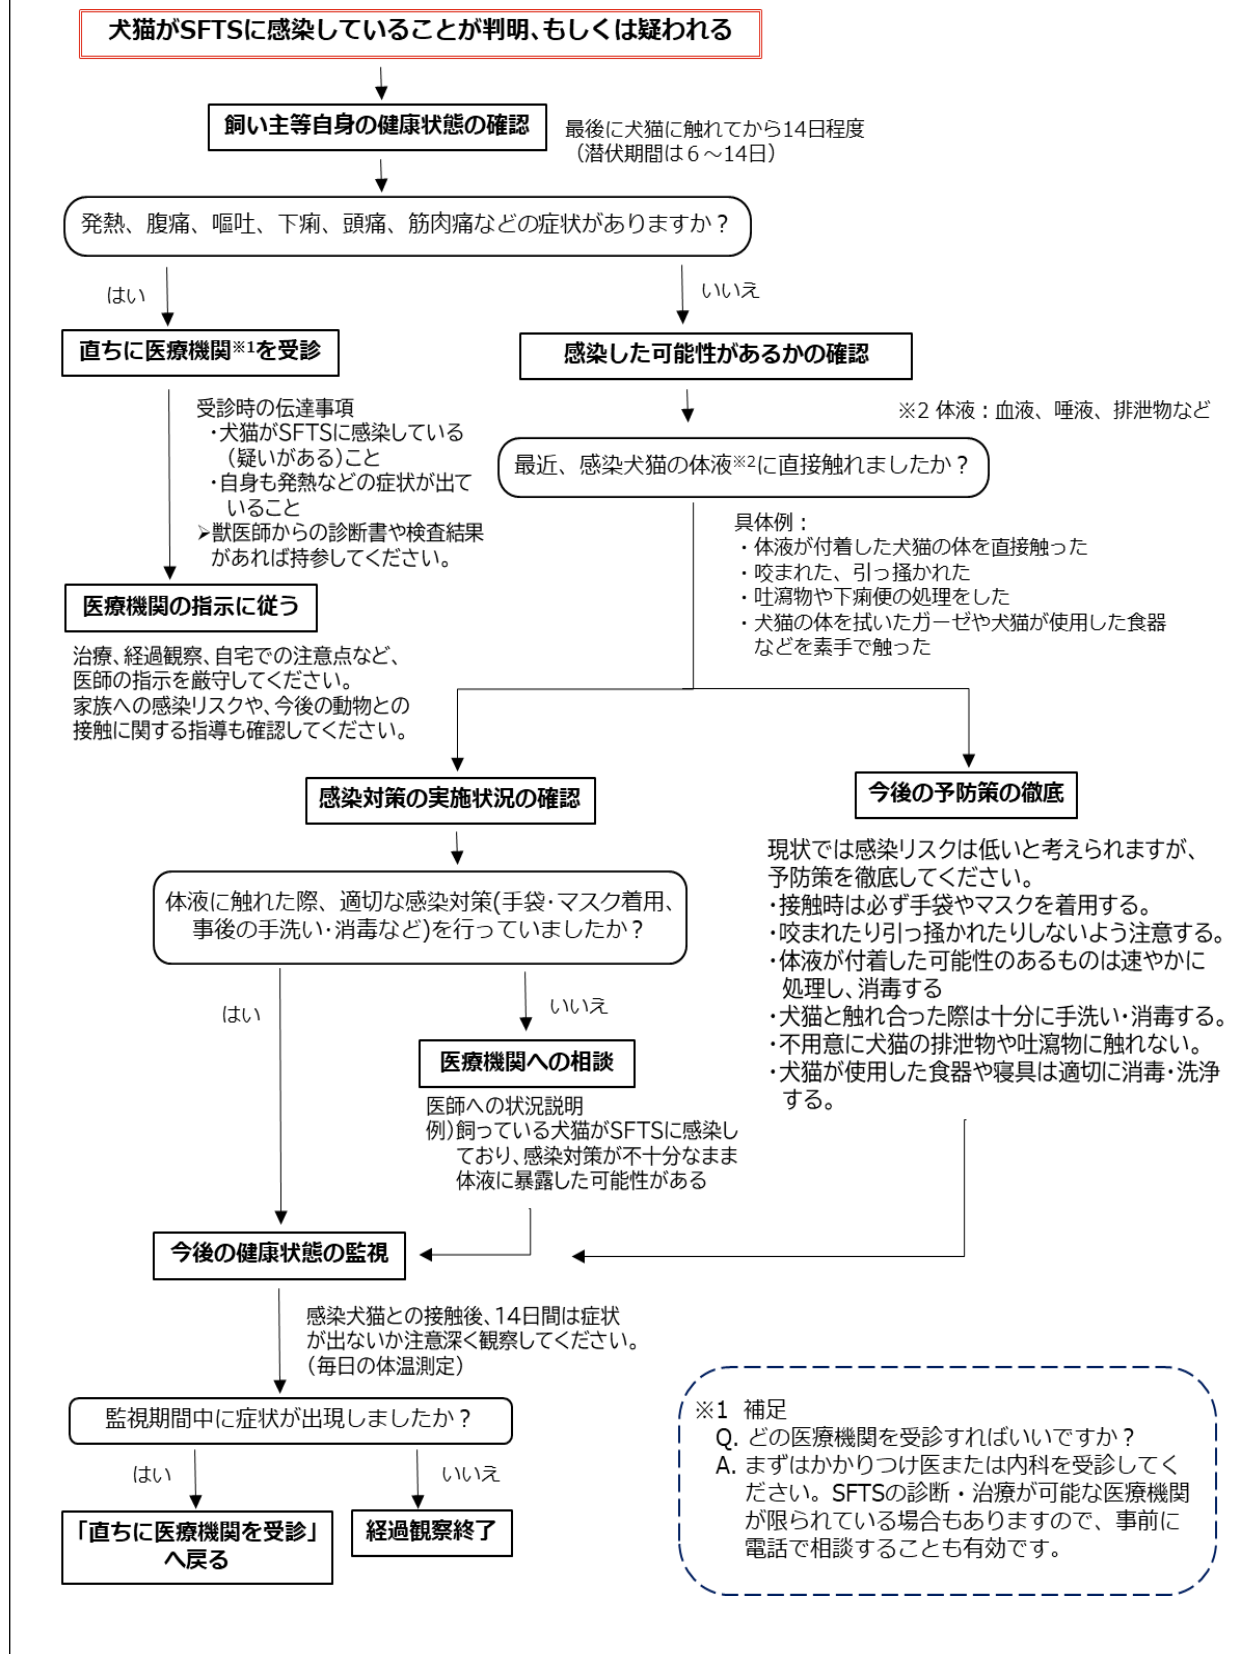 犬猫がSFTSに感染していることが判明、もしくは疑われる
飼い主等自身の健康状態の確認
最後に犬猫に触れてから14日程度
（潜伏期間は６～14日）
発熱、腹痛、嘔吐、下痢、頭痛、筋肉痛などの症状がありますか？
はい
いいえ
直ちに医療機関※1を受診
感染した可能性があるかの確認
受診時の伝達事項
・犬猫がSFTSに感染している
（疑いがある）こと
・自身も発熱などの症状が出て
いること
➢獣医師からの診断書や検査結果
があれば持参してください。
※2 体液：血液、唾液、排泄物など
最近、感染犬猫の体液※2に直接触れましたか？
具体例：
・体液が付着した犬猫の体を直接触った
・咬まれた、引っ掻かれた
・吐瀉物や下痢便の処理をした
・犬猫の体を拭いたガーゼや犬猫が使用した食器
などを素手で触った
医療機関の指示に従う
治療、経過観察、自宅での注意点など、
医師の指示を厳守してください。
家族への感染リスクや、今後の動物との
接触に関する指導も確認してください。
感染対策の実施状況の確認
今後の予防策の徹底
体液に触れた際、適切な感染対策(手袋・マスク着用、
事後の手洗い・消毒など)を行っていましたか？
現状では感染リスクは低いと考えられますが、
予防策を徹底してください。
・接触時は必ず手袋やマスクを着用する。
・咬まれたり引っ掻かれたりしないよう注意する。
・体液が付着した可能性のあるものは速やかに
処理し、消毒する
・犬猫と触れ合った際は十分に手洗い・消毒する。
・不用意に犬猫の排泄物や吐瀉物に触れない。
・犬猫が使用した食器や寝具は適切に消毒・洗浄
する。
はい
いいえ
医療機関への相談
医師への状況説明
例）飼っている犬猫がSFTSに感染し
ており、感染対策が不十分なまま
体液に暴露した可能性がある
今後の健康状態の監視
感染犬猫との接触後、14日間は症状
が出ないか注意深く観察してください。
（毎日の体温測定）
監視期間中に症状が出現しましたか？
はい
いいえ
「直ちに医療機関を受診」
へ戻る
経過観察終了
※1 補足
Q. どの医療機関を受診すればいいですか？
A. まずはかかりつけ医または内科を受診してく
ださい。SFTSの診断・治療が可能な医療機関
が限られている場合もありますので、事前に
電話で相談することも有効です。